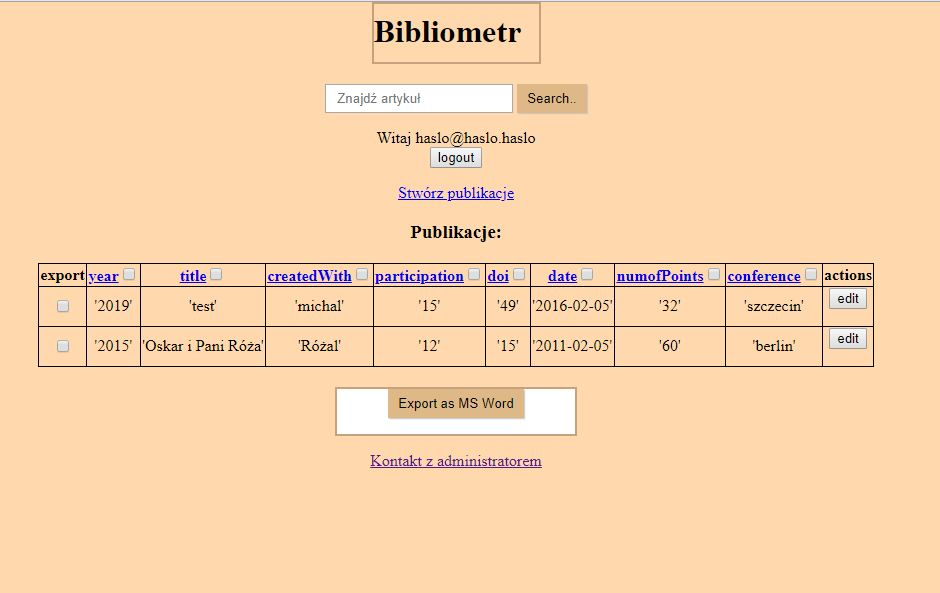 Bibliometr
Znajdź artykuł Search..
Witaj haslo@haslo.haslo
logout
Stwórz publikacje
Publikacje:
export year title createdWith participation doi date numofPoints conference actions
'2019' 'test' 'michal' '15' '49' '2016-02-05' '32' 'szczecin' edit
'2015' 'Oskar i Pani Róża' 'Różal' '12' '15' '2011-02-05' '60' 'berlin' edit
Export as MS Word
Kontakt z administratorem